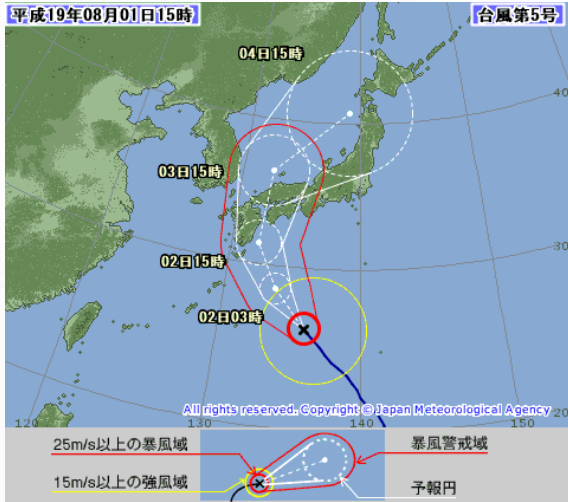 平成19年08月01日15時
台風第5号
04日15時
40
03日15時
02日15時
30
02日03時
All rights reserved. Copyright © Japan Meteorological Agency
120
130
140
150
25m/s以上の暴風域
暴風警戒域
15m/s以上の強風域
予報円